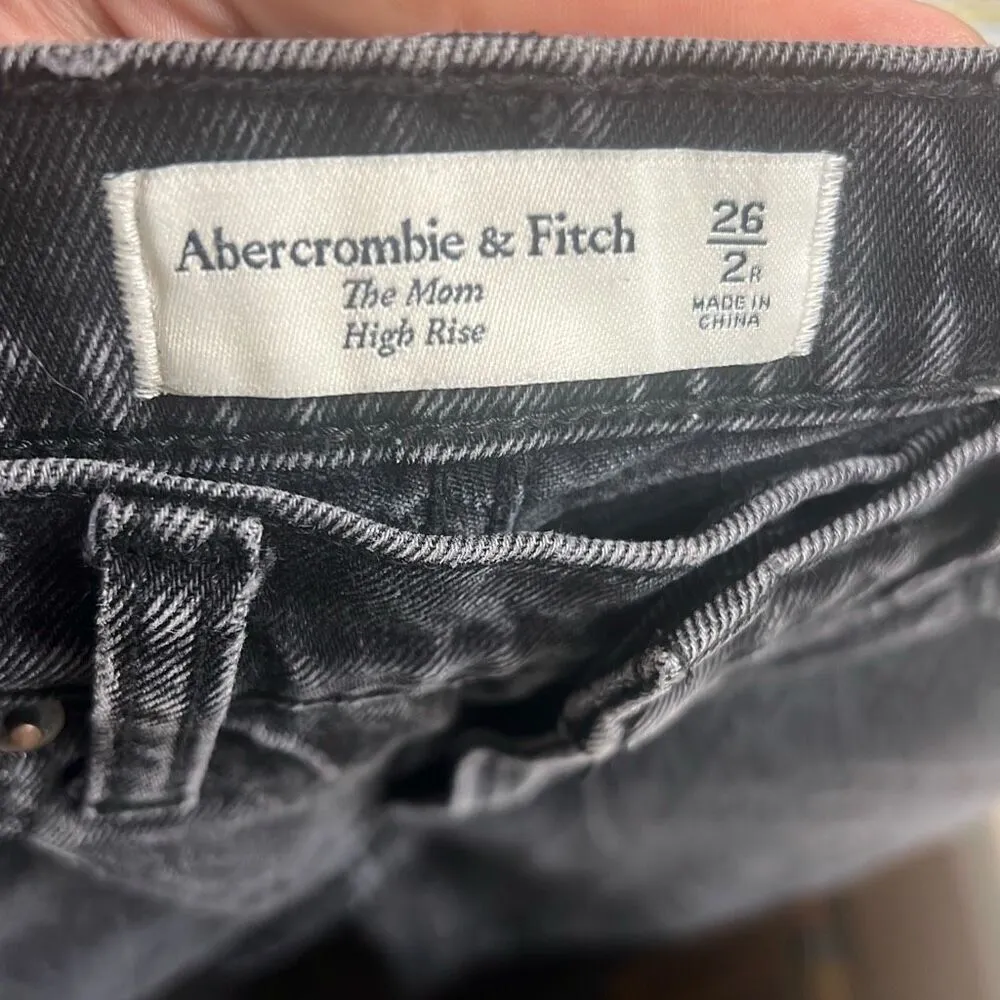 Abercrombie & Fitch
The Mom
High Rise
26
2R
MADE IN
CHINA